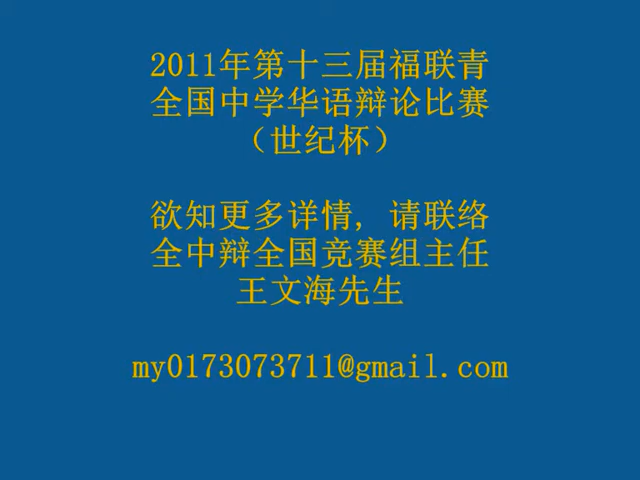 2011年第十三届福联青
全国中学华语辩论比赛
（世纪杯）
欲知更多详情, 请联络
全中辩全国竞赛组主任
王文海先生
my0173073711@gmail.com